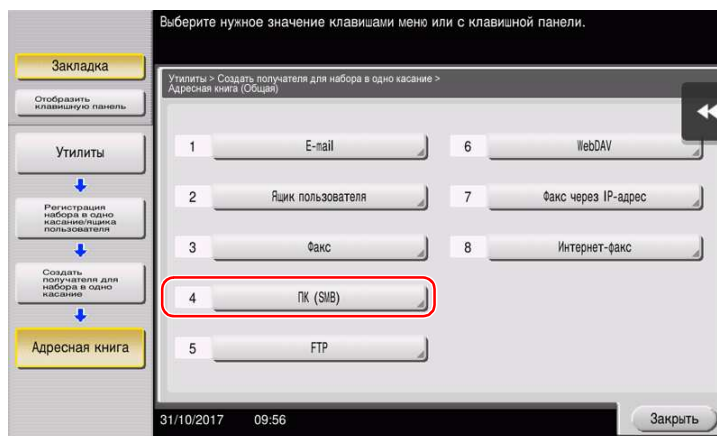 Выберите нужное значение клавишами меню или с клавишной панели.
Закладка
Отобразить
клавишную панель
Утилиты
Регистрация
набора в одно
касание/ящика
пользователя
Создать
получателя для
набора в одно
касание
Адресная книга
Утилиты > Создать получателя для набора в одно касание >
Адресная книга (Общая)
1 E-mail
2 Ящик пользователя
3 Факс
4 ПК (SMB)
5 FTP
6 WebDAV
7 Факс через IP-адрес
8 Интернет-факс
31/10/2017 09:56
Закрыть